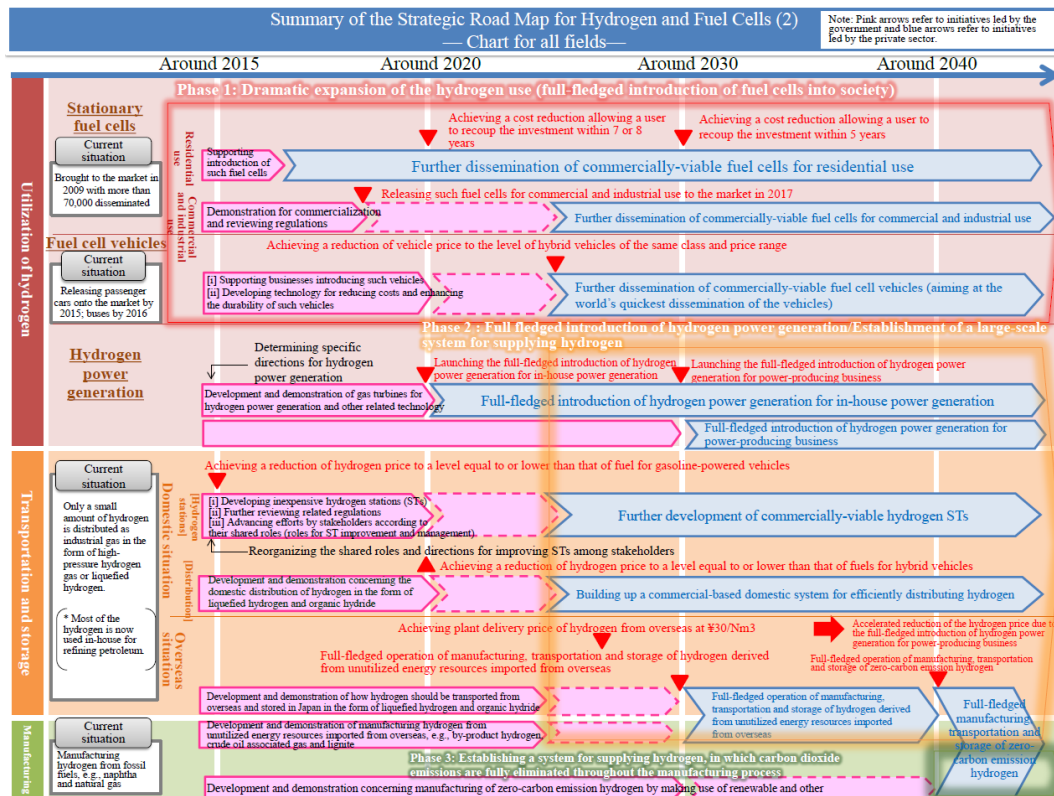 Summary of the Strategic Road Map for Hydrogen and Fuel Cells (2)
— Chart for all fields—
Note: Pink arrows refer to initiatives led by the
government and blue arrows refer to initiatives
led by the private sector.
Around 2015
Around 2020
Around 2030
Around 2040
Phase 1: Dramatic expansion of the hydrogen use (full-fledged introduction of fuel cells into society)
Utilization of hydrogen
Stationary
fuel cells
Current
situation
Brought to the market in
2009 with more than
70,000 disseminated
Residential
use
Achieving a cost reduction allowing a user
to recoup the investment within 7 or 8
years
Achieving a cost reduction allowing a user
to recoup the investment within 5 years
Supporting
introduction of
such fuel cells
Further dissemination of commercially-viable fuel cells for residential use
Commercial
and industrial
use
Releasing such fuel cells for commercial and industrial use to the market in 2017
Demonstration for commercialization
and reviewing regulations
Further dissemination of commercially-viable fuel cells for commercial and industrial use
Fuel cell vehicles
Current
situation
Releasing passenger
cars onto the market by
2015; buses by 2016
Achieving a reduction of vehicle price to the level of hybrid vehicles of the same class and price range
[i] Supporting businesses introducing such vehicles
[ii] Developing technology for reducing costs and enhancing
the durability of such vehicles
Further dissemination of commercially-viable fuel cell vehicles (aiming at the
world's quickest dissemination of the vehicles)
Phase 2 : Full fledged introduction of hydrogen power generation/Establishment of a large-scale
system for supplying hydrogen
Hydrogen
power
generation
Determining specific
directions for hydrogen
power generation
Launching the full-fledged introduction of hydrogen
power generation for in-house power generation
Launching the full-fledged introduction of hydrogen power
generation for power-producing business
Development and demonstration of gas turbines for
hydrogen power generation and other related technology
Full-fledged introduction of hydrogen power generation for in-house power generation
Full-fledged introduction of hydrogen power generation for
power-producing business
Transportation and storage
Current
situation
Only a small
amount of hydrogen
is distributed as
industrial gas in the
form of high-
pressure hydrogen
gas or liquefied
hydrogen.
* Most of the
hydrogen is now
used in-house for
refining petroleum.
Domestic situation
[Hydrogen
stations]
Achieving a reduction of hydrogen price to a level equal to or lower than that of fuel for gasoline-powered vehicles
[i] Developing inexpensive hydrogen stations (STs)
[ii] Further reviewing related regulations
[iii] Advancing efforts by stakeholders according to
their shared roles (roles for ST improvement and management)
Further development of commercially-viable hydrogen STs
Reorganizing the shared roles and directions for improving STs among stakeholders
[Distribution]
Achieving a reduction of hydrogen price to a level equal to or lower than that of fuels for hybrid vehicles
Development and demonstration concerning the
domestic distribution of hydrogen in the form of
liquefied hydrogen and organic hydride
Building up a commercial-based domestic system for efficiently distributing hydrogen
Overseas
situation
Achieving plant delivery price of hydrogen from overseas at ¥30/Nm3
Accelerated reduction of the hydrogen price due to
the full-fledged introduction of hydrogen power
generation for power-producing business
Full-fledged operation of manufacturing, transportation and storage of hydrogen derived
from unutilized energy resources imported from overseas
Full-fledged operation of manufacturing, transportation
and storage of zero-carbon emission hydrogen
Development and demonstration of how hydrogen should be transported from
overseas and stored in Japan in the form of liquefied hydrogen and organic hydride
Full-fledged operation of manufacturing,
transportation and storage of hydrogen derived
from unutilized energy resources imported
from overseas
Full-fledged
manufacturing,
transportation and
storage of zero-
carbon emission
hydrogen
Manufacturing
Current
situation
Manufacturing
hydrogen from fossil
fuels, e.g., naphtha
and natural gas
Development and demonstration of manufacturing hydrogen from
unutilized energy resources imported from overseas, e.g., by-product hydrogen,
crude oil associated gas and lignite
Phase 3: Establishing a system for supplying hydrogen, in which carbon dioxide
emissions are fully eliminated throughout the manufacturing process
Development and demonstration concerning manufacturing of zero-carbon emission hydrogen by making use of renewable and other